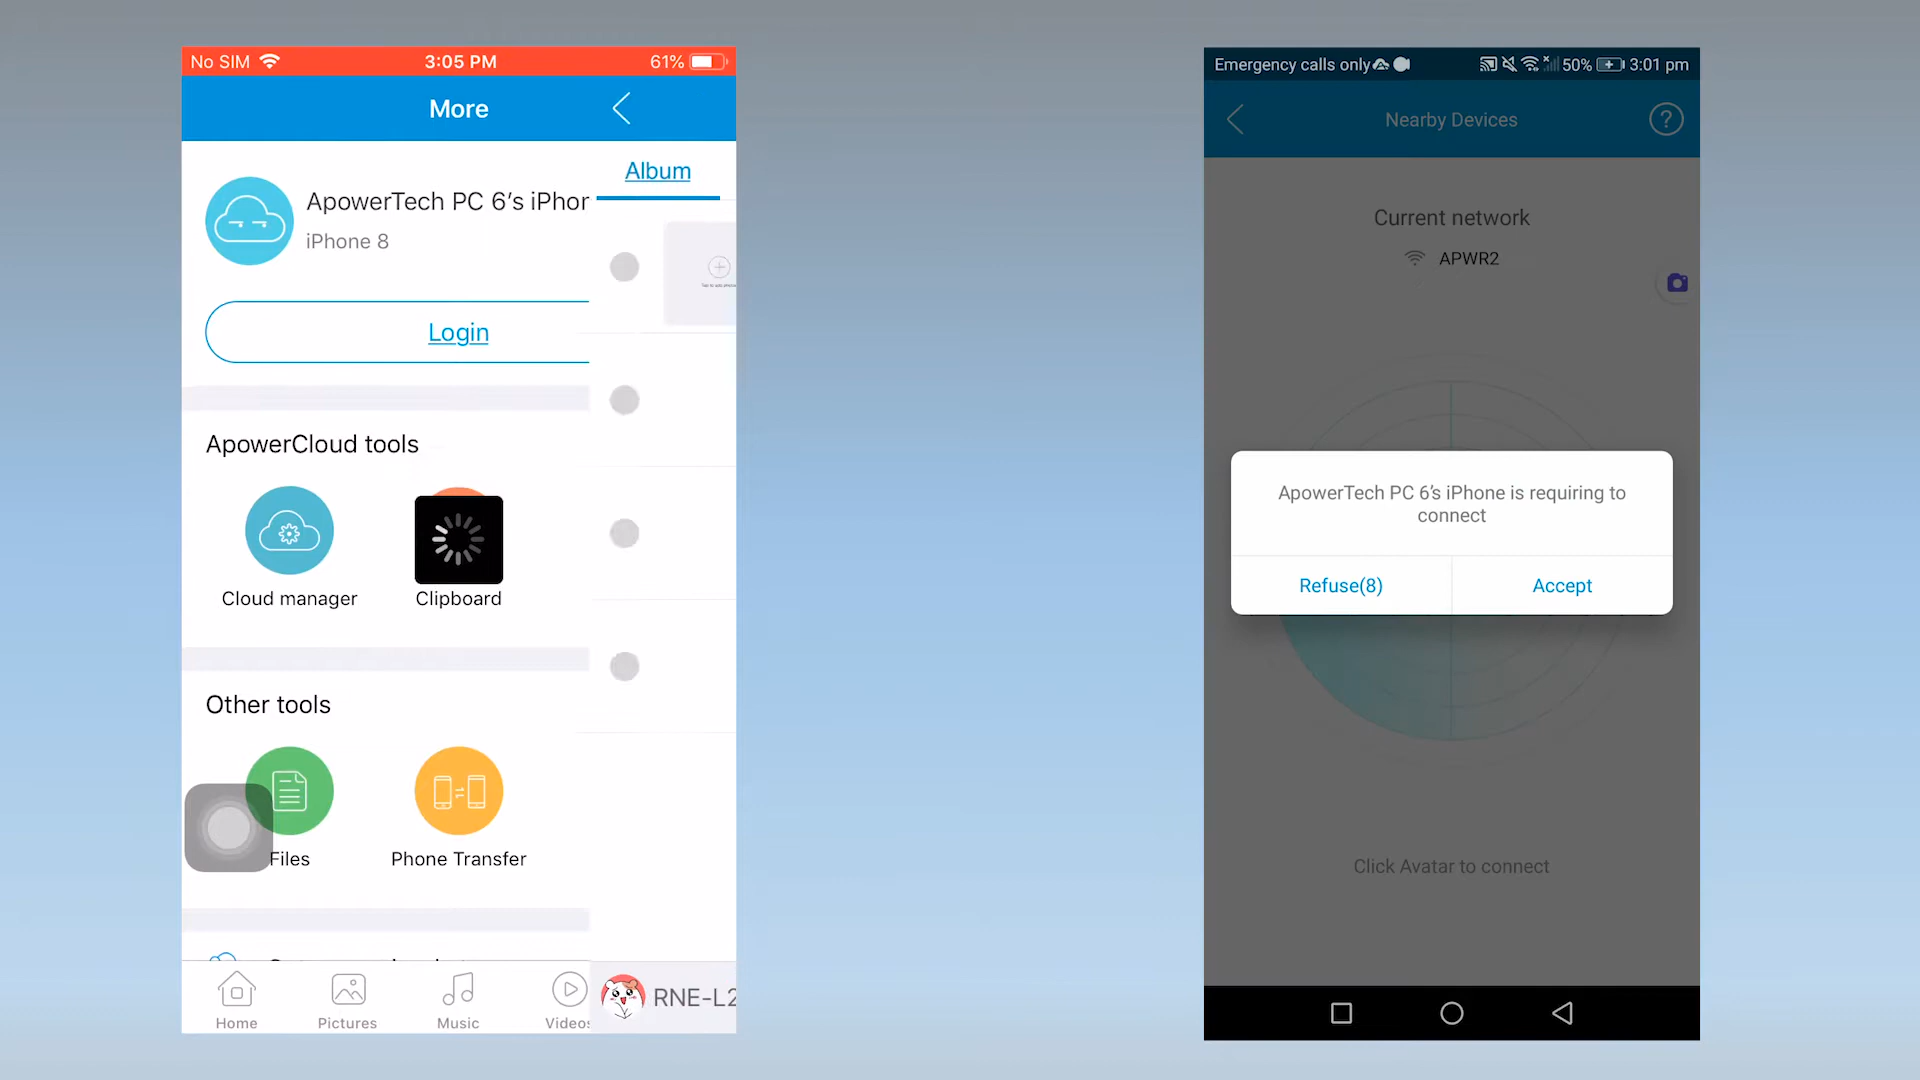 No SIM 3:05 PM 61%
More
Album
ApowerTech PC 6’s iPhor
iPhone 8
Login
ApowerCloud tools
Cloud manager
Clipboard
Other tools
Files
Phone Transfer
Home
Pictures
Music
Videos
RNE-L2
Emergency calls only 50% 3:01 pm
Nearby Devices
?
Current network
APWR2
ApowerTech PC 6’s iPhone is requiring to
connect
Refuse(8)
Accept
Click Avatar to connect